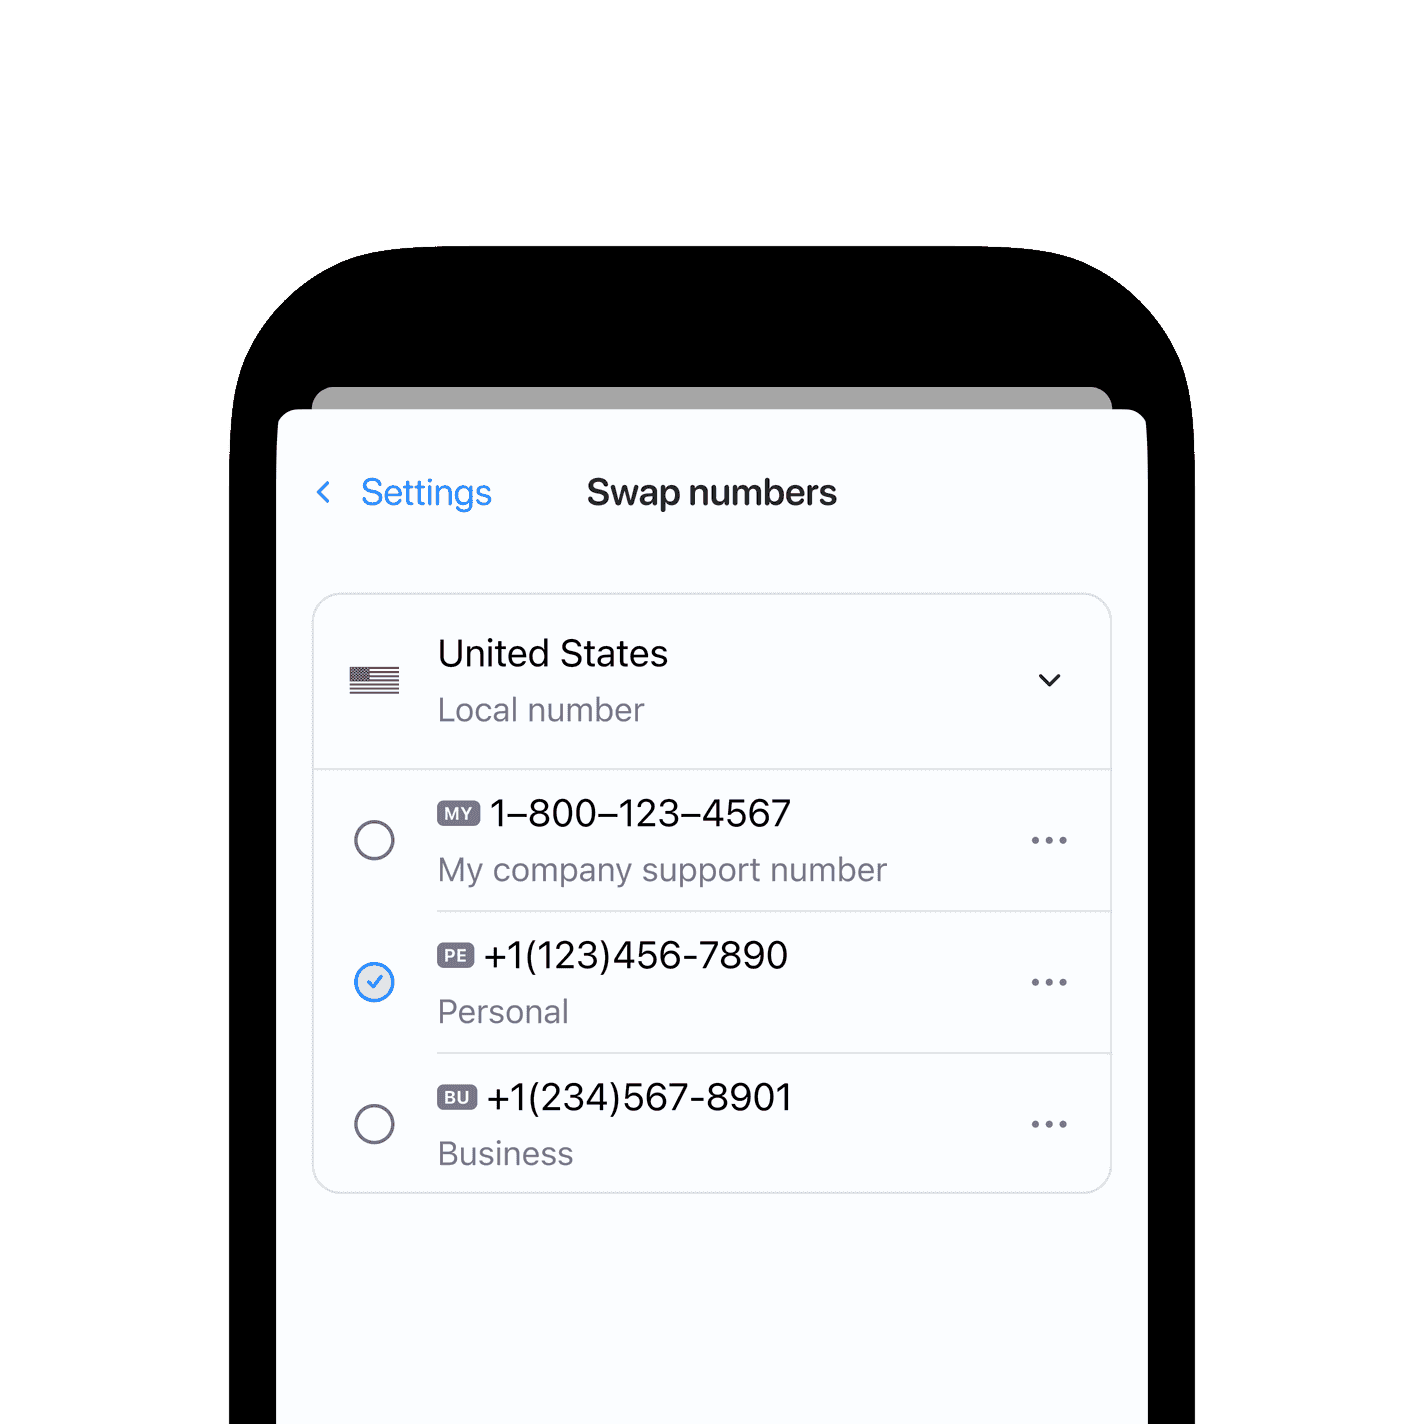 Settings
Swap numbers
United States
Local number
MY 1–800–123–4567
My company support number
PE +1(123)456-7890
Personal
BU +1(234)567-8901
Business